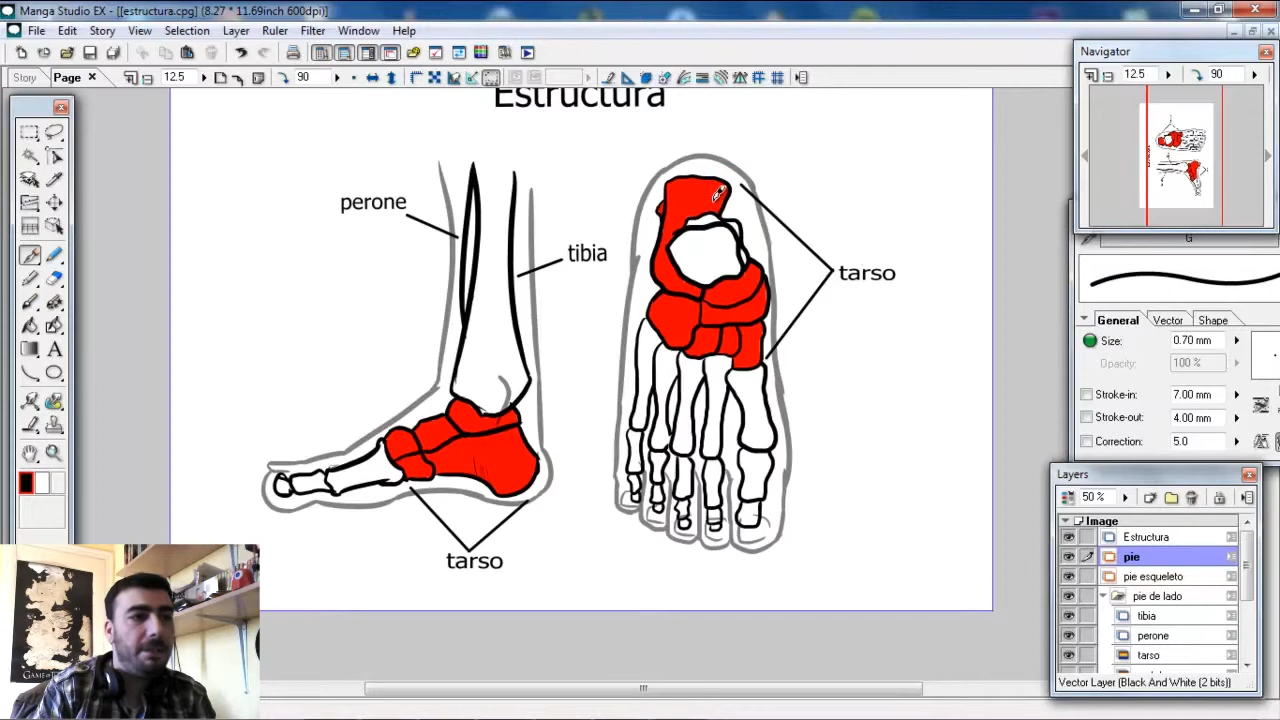 Manga Studio EX - [[estructura.cpg] (8.27 * 11.69inch 600dpi)]
File Edit Story View Selection Layer Ruler Filter Window Help
Story Page 12.5 90
Estructura
perone
tibia
tarso
tarso
Navigator
12.5 90
G
General Vector Shape
Size: 0.70 mm
Opacity: 100 %
Stroke-in: 7.00 mm
Stroke-out: 4.00 mm
Correction: 5.0
Layers
50 %
Image
Estructura
pie
pie esqueleto
pie de lado
tibia
perone
tarso
Vector Layer (Black And White (2 bits))